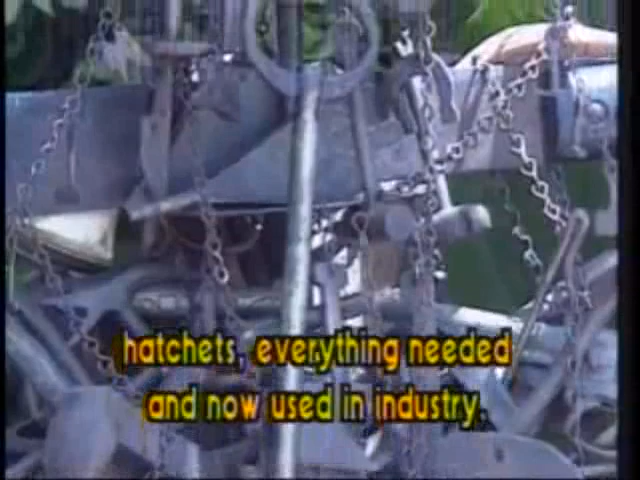 hatchets, everything needed
and now used in industry.